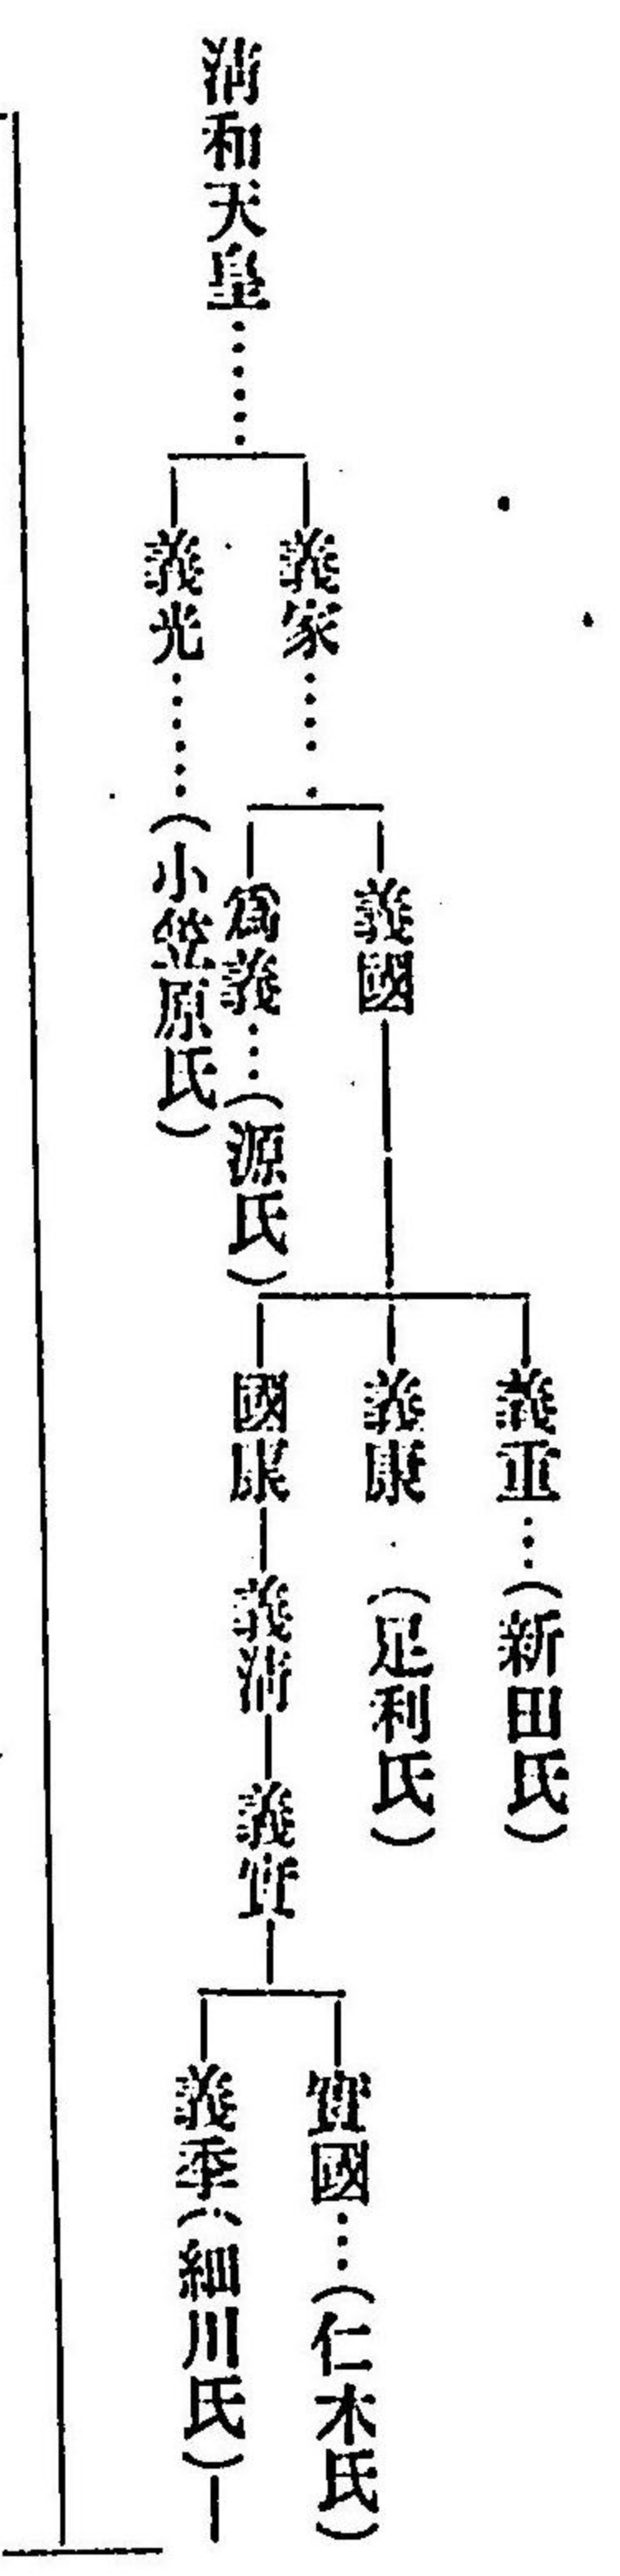 清和天皇……
義重…(新田氏)
義國
義康 (足利氏)
義家……
實國…(仁木氏)
爲義…(源氏)
國康
義清
義實
義光……(小笠原氏)
義季(細川氏)